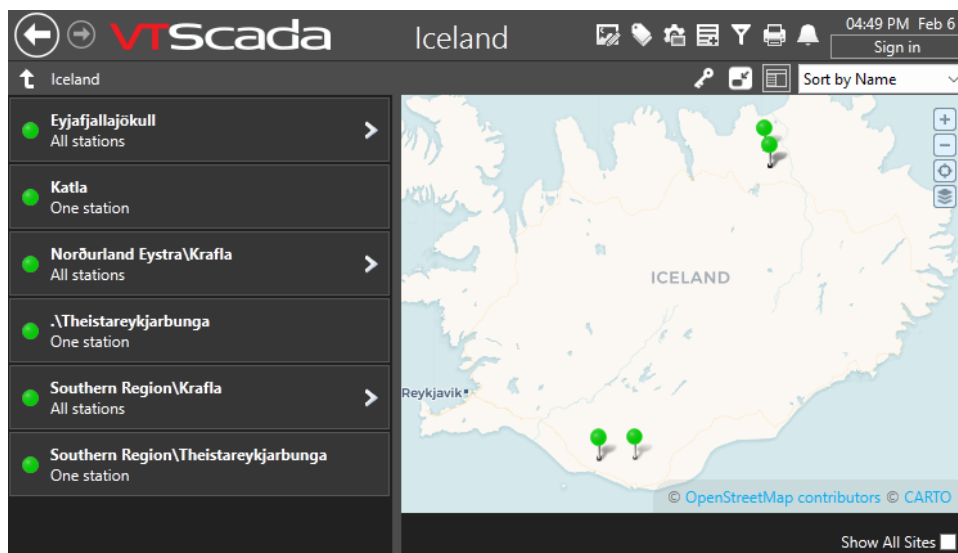 VTScada
Iceland
04:49 PM Feb 6
Sign in
Iceland
Sort by Name
Eyjafjallajökull
All stations
Katla
One station
Norðurland Eystra\Krafla
All stations
.\Theistareykjarbunga
One station
Southern Region\Krafla
All stations
Southern Region\Theistareykjarbunga
One station
ICELAND
Reykjavik
© OpenStreetMap contributors © CARTO
Show All Sites